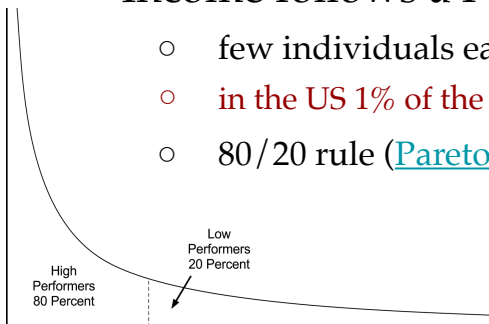 ○ few individuals ea
○ in the US 1% of the
○ 80/20 rule (Pareto
Low
Performers
20 Percent
High
Performers
80 Percent